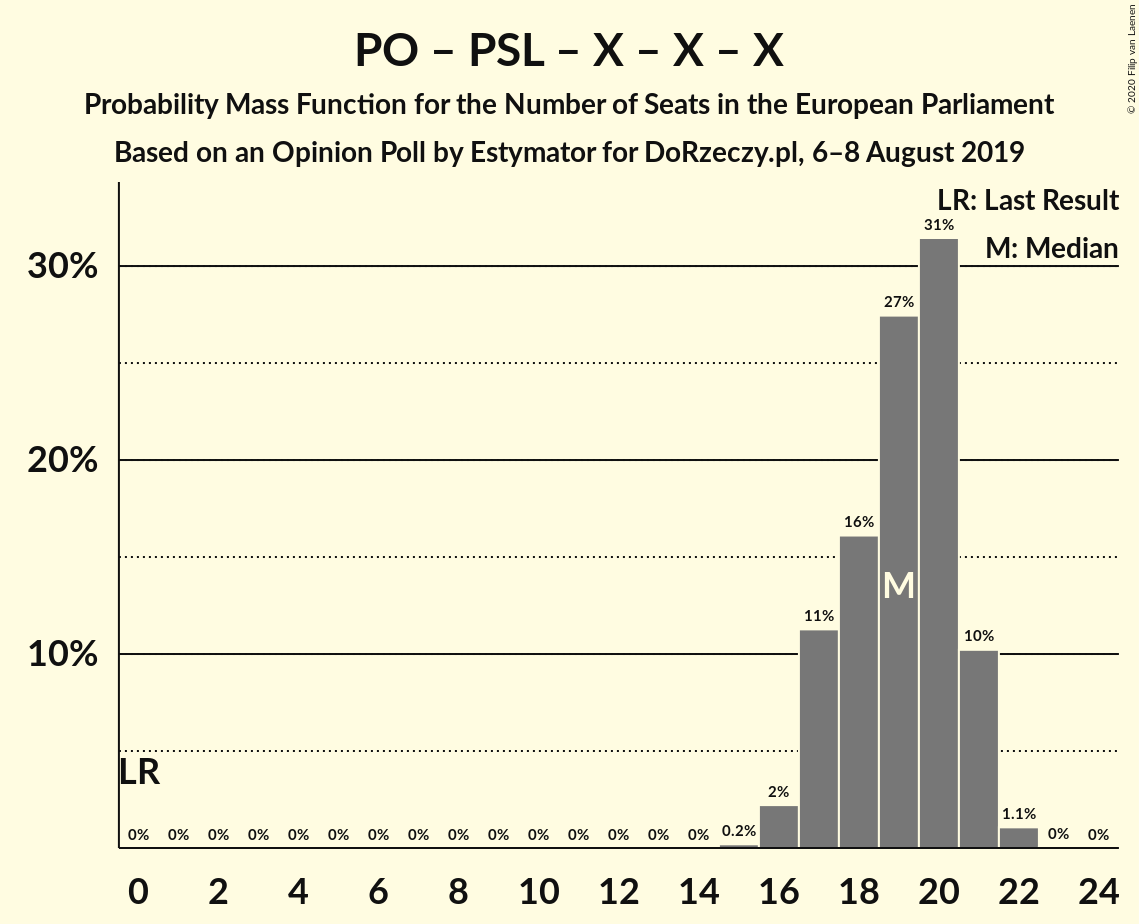 PO – PSL – X – X – X
Probability Mass Function for the Number of Seats in the European Parliament
Based on an Opinion Poll by Estymator for DoRzeczy.pl, 6–8 August 2019
© 2020 Filip van Laenen
LR: Last Result
M: Median
30%
20%
10%
31%
27%
16%
M
11%
10%
LR
2%
1.1%
0% 0% 0% 0% 0% 0% 0% 0% 0% 0% 0% 0% 0% 0% 0% 0.2% 0% 0%
0 2 4 6 8 10 12 14 16 18 20 22 24